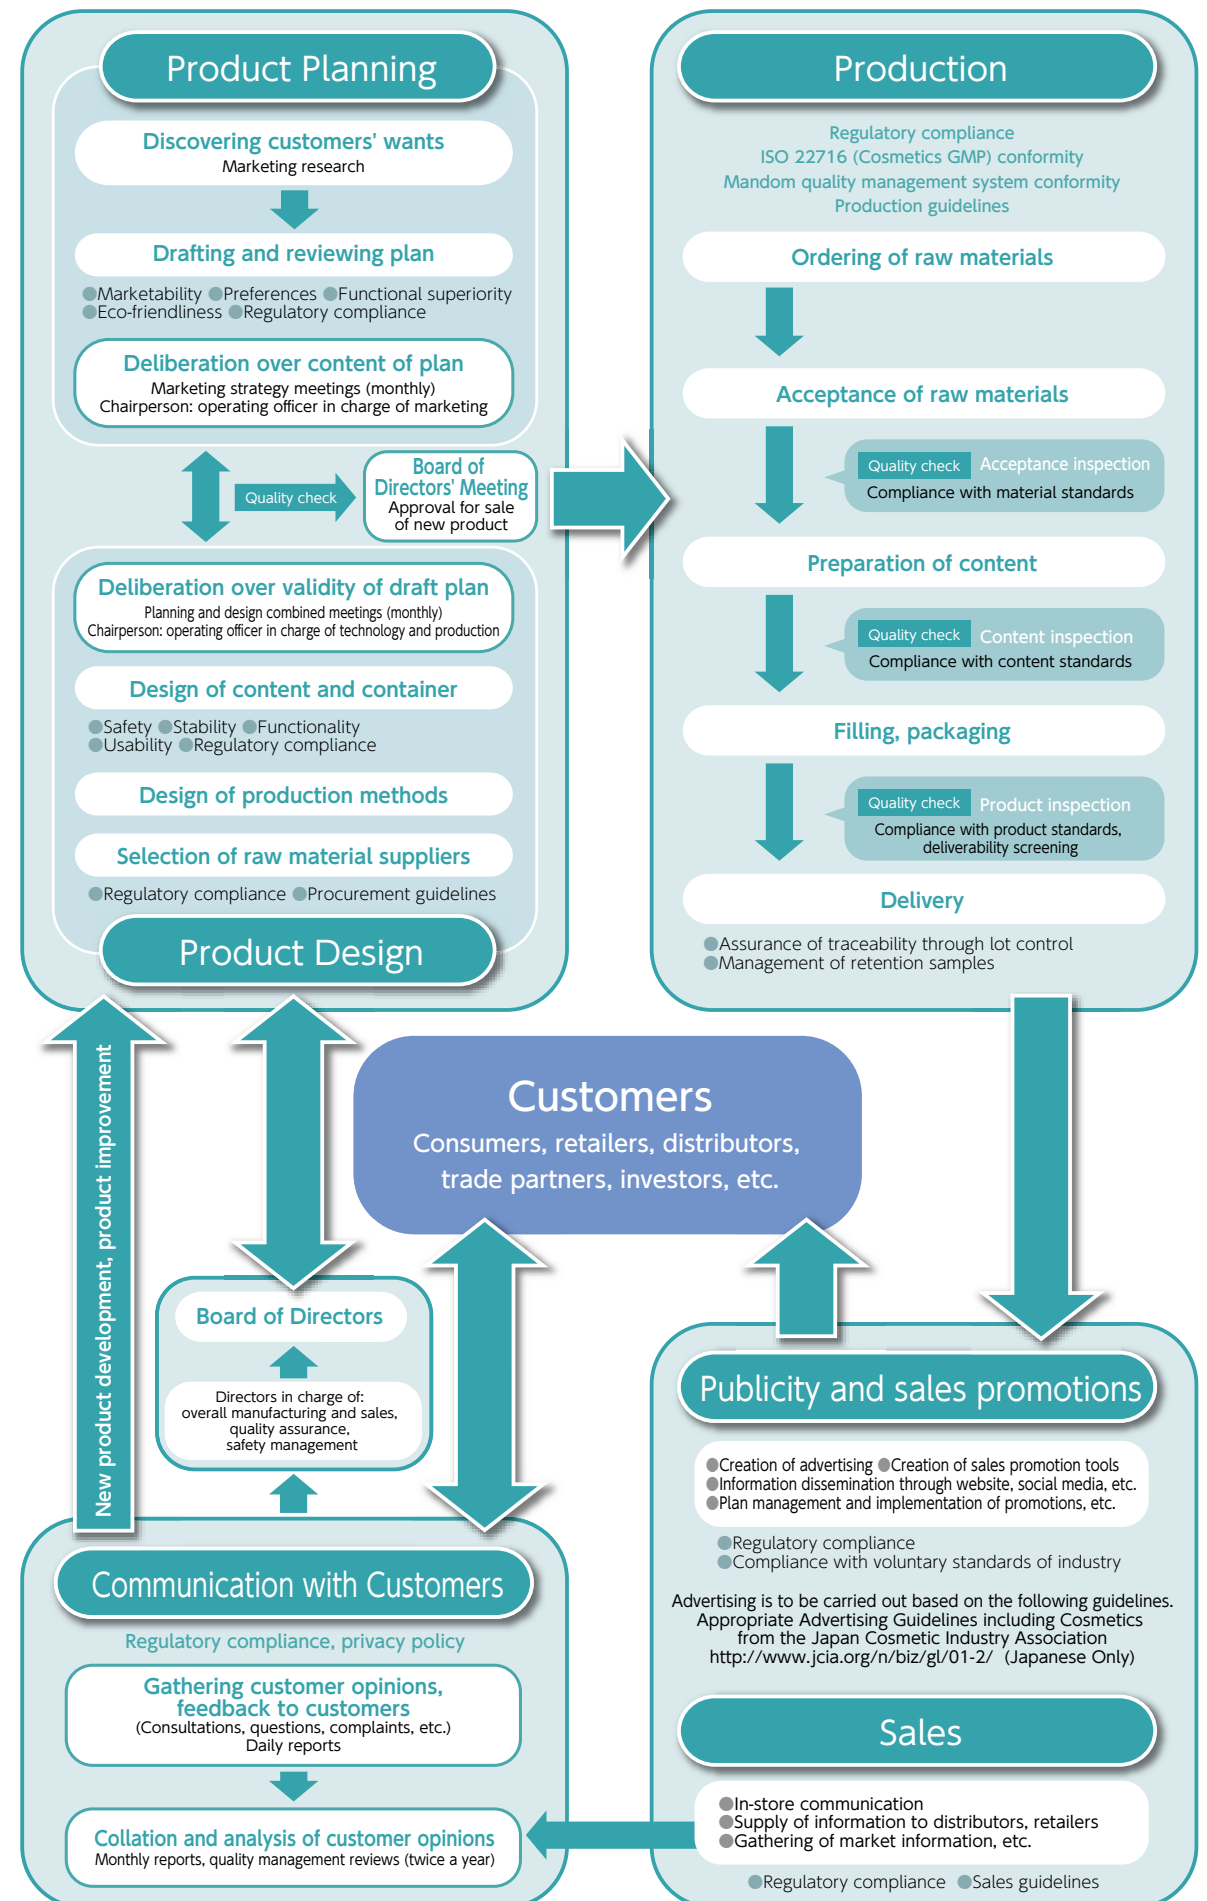 Product Planning
Discovering customers' wants
Marketing research
Drafting and reviewing plan
●Marketability ●Preferences ●Functional superiority
●Eco-friendliness ●Regulatory compliance
Deliberation over content of plan
Marketing strategy meetings (monthly)
Chairperson: operating officer in charge of marketing
Quality check
Board of
Directors' Meeting
Approval for sale
of new product
Deliberation over validity of draft plan
Planning and design combined meetings (monthly)
Chairperson: operating officer in charge of technology and production
Design of content and container
●Safety ●Stability ●Functionality
●Usability ●Regulatory compliance
Design of production methods
Selection of raw material suppliers
●Regulatory compliance ●Procurement guidelines
Product Design
Production
Regulatory compliance
ISO 22716 (Cosmetics GMP) conformity
Mandom quality management system conformity
Production guidelines
Ordering of raw materials
Acceptance of raw materials
Quality check Acceptance inspection
Compliance with material standards
Preparation of content
Quality check Content inspection
Compliance with content standards
Filling, packaging
Quality check Product inspection
Compliance with product standards,
deliverability screening
Delivery
●Assurance of traceability through lot control
●Management of retention samples
Customers
Consumers, retailers, distributors,
trade partners, investors, etc.
New product development, product improvement
Board of Directors
Directors in charge of:
overall manufacturing and sales,
quality assurance,
safety management
Communication with Customers
Regulatory compliance, privacy policy
Gathering customer opinions,
feedback to customers
(Consultations, questions, complaints, etc.)
Daily reports
Collation and analysis of customer opinions
Monthly reports, quality management reviews (twice a year)
Publicity and sales promotions
●Creation of advertising ●Creation of sales promotion tools
●Information dissemination through website, social media, etc.
●Plan management and implementation of promotions, etc.
●Regulatory compliance
●Compliance with voluntary standards of industry
Advertising is to be carried out based on the following guidelines.
Appropriate Advertising Guidelines including Cosmetics
from the Japan Cosmetic Industry Association
http://www.jcia.org/n/biz/gl/01-2/ (Japanese Only)
Sales
●In-store communication
●Supply of information to distributors, retailers
●Gathering of market information, etc.
●Regulatory compliance ●Sales guidelines